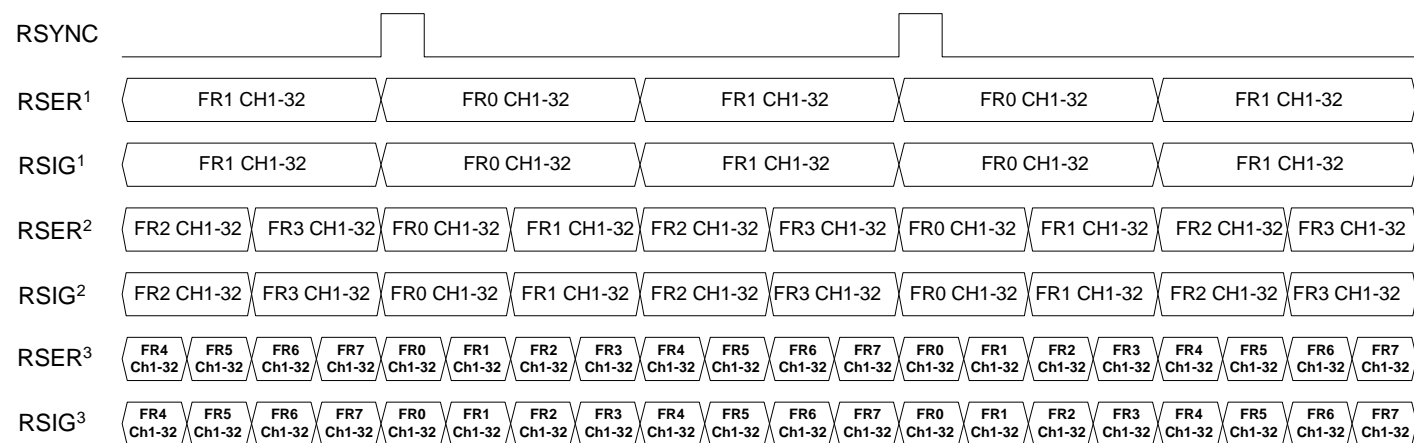 RSYNC
RSER¹ FR1 CH1-32 FR0 CH1-32 FR1 CH1-32 FR0 CH1-32 FR1 CH1-32
RSIG¹ FR1 CH1-32 FR0 CH1-32 FR1 CH1-32 FR0 CH1-32 FR1 CH1-32
RSER² FR2 CH1-32 FR3 CH1-32 FR0 CH1-32 FR1 CH1-32 FR2 CH1-32 FR3 CH1-32 FR0 CH1-32 FR1 CH1-32 FR2 CH1-32 FR3 CH1-32
RSIG² FR2 CH1-32 FR3 CH1-32 FR0 CH1-32 FR1 CH1-32 FR2 CH1-32 FR3 CH1-32 FR0 CH1-32 FR1 CH1-32 FR2 CH1-32 FR3 CH1-32
FR4 FR5 FR6 FR7 FR0 FR1 FR2 FR3 FR4 FR5 FR6 FR7 FR0 FR1 FR2 FR3 FR4 FR5 FR6 FR7
RSER³ Ch1-32 Ch1-32 Ch1-32 Ch1-32 Ch1-32 Ch1-32 Ch1-32 Ch1-32 Ch1-32 Ch1-32 Ch1-32 Ch1-32 Ch1-32 Ch1-32 Ch1-32 Ch1-32 Ch1-32 Ch1-32 Ch1-32 Ch1-32
FR4 FR5 FR6 FR7 FR0 FR1 FR2 FR3 FR4 FR5 FR6 FR7 FR0 FR1 FR2 FR3 FR4 FR5 FR6 FR7
RSIG³ Ch1-32 Ch1-32 Ch1-32 Ch1-32 Ch1-32 Ch1-32 Ch1-32 Ch1-32 Ch1-32 Ch1-32 Ch1-32 Ch1-32 Ch1-32 Ch1-32 Ch1-32 Ch1-32 Ch1-32 Ch1-32 Ch1-32 Ch1-32